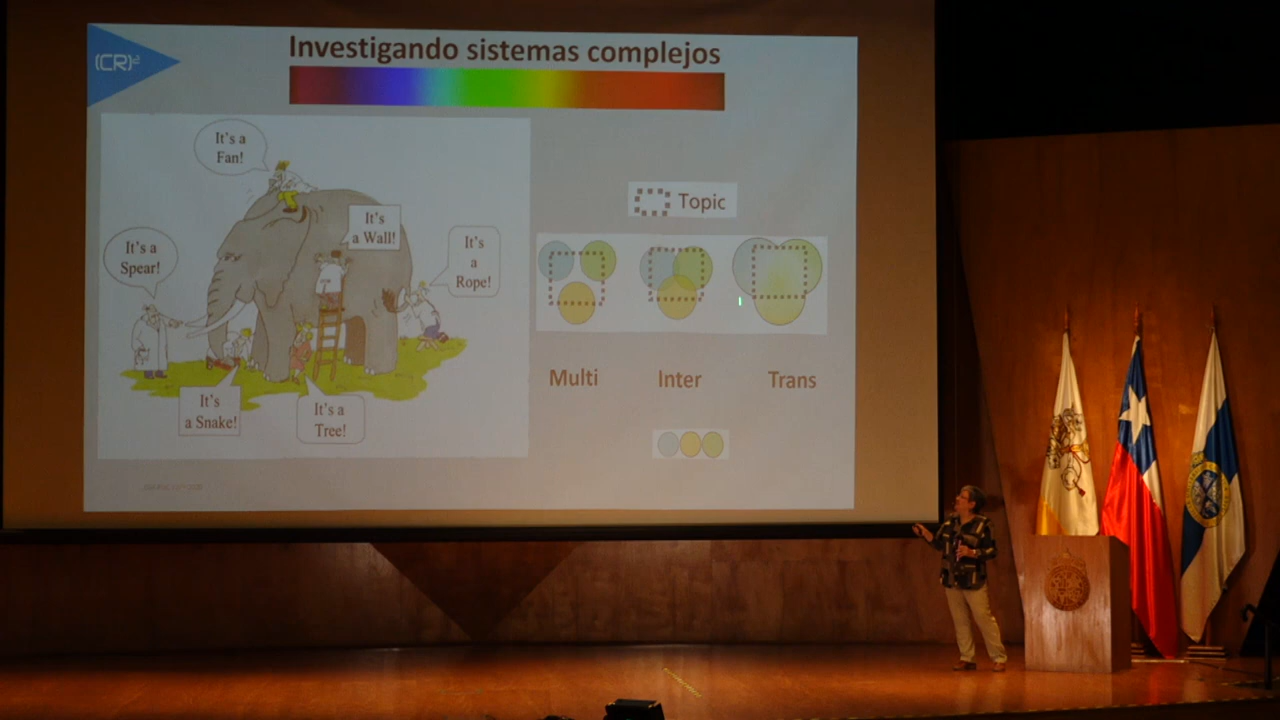 (CR)2
Investigando sistemas complejos
It's a
Fan!
It's
a Wall!
It's a
Spear!
It's
a
Rope!
It's
a Snake!
It's a
Tree!
Topic
Multi
Inter
Trans